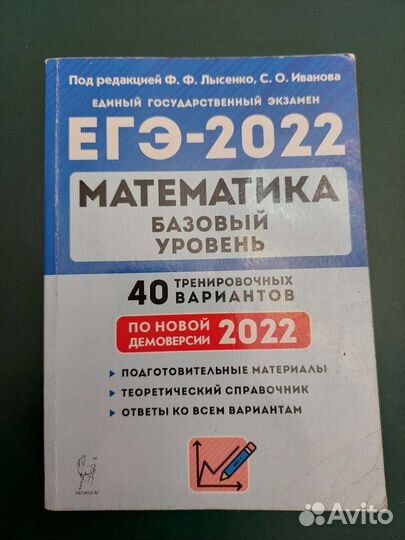 Под редакцией Ф. Ф. Лысенко, С. О. Иванова
ЕДИНЫЙ ГОСУДАРСТВЕННЫЙ ЭКЗАМЕН
ЕГЭ-2022
МАТЕМАТИКА
БАЗОВЫЙ
УРОВЕНЬ
40 ТРЕНИРОВОЧНЫХ
ВАРИАНТОВ
ПО НОВОЙ
ДЕМОВЕРСИИ 2022
ПОДГОТОВИТЕЛЬНЫЕ МАТЕРИАЛЫ
ТЕОРЕТИЧЕСКИЙ СПРАВОЧНИК
ОТВЕТЫ КО ВСЕМ ВАРИАНТАМ
ЛЕГИОН-М
Avito